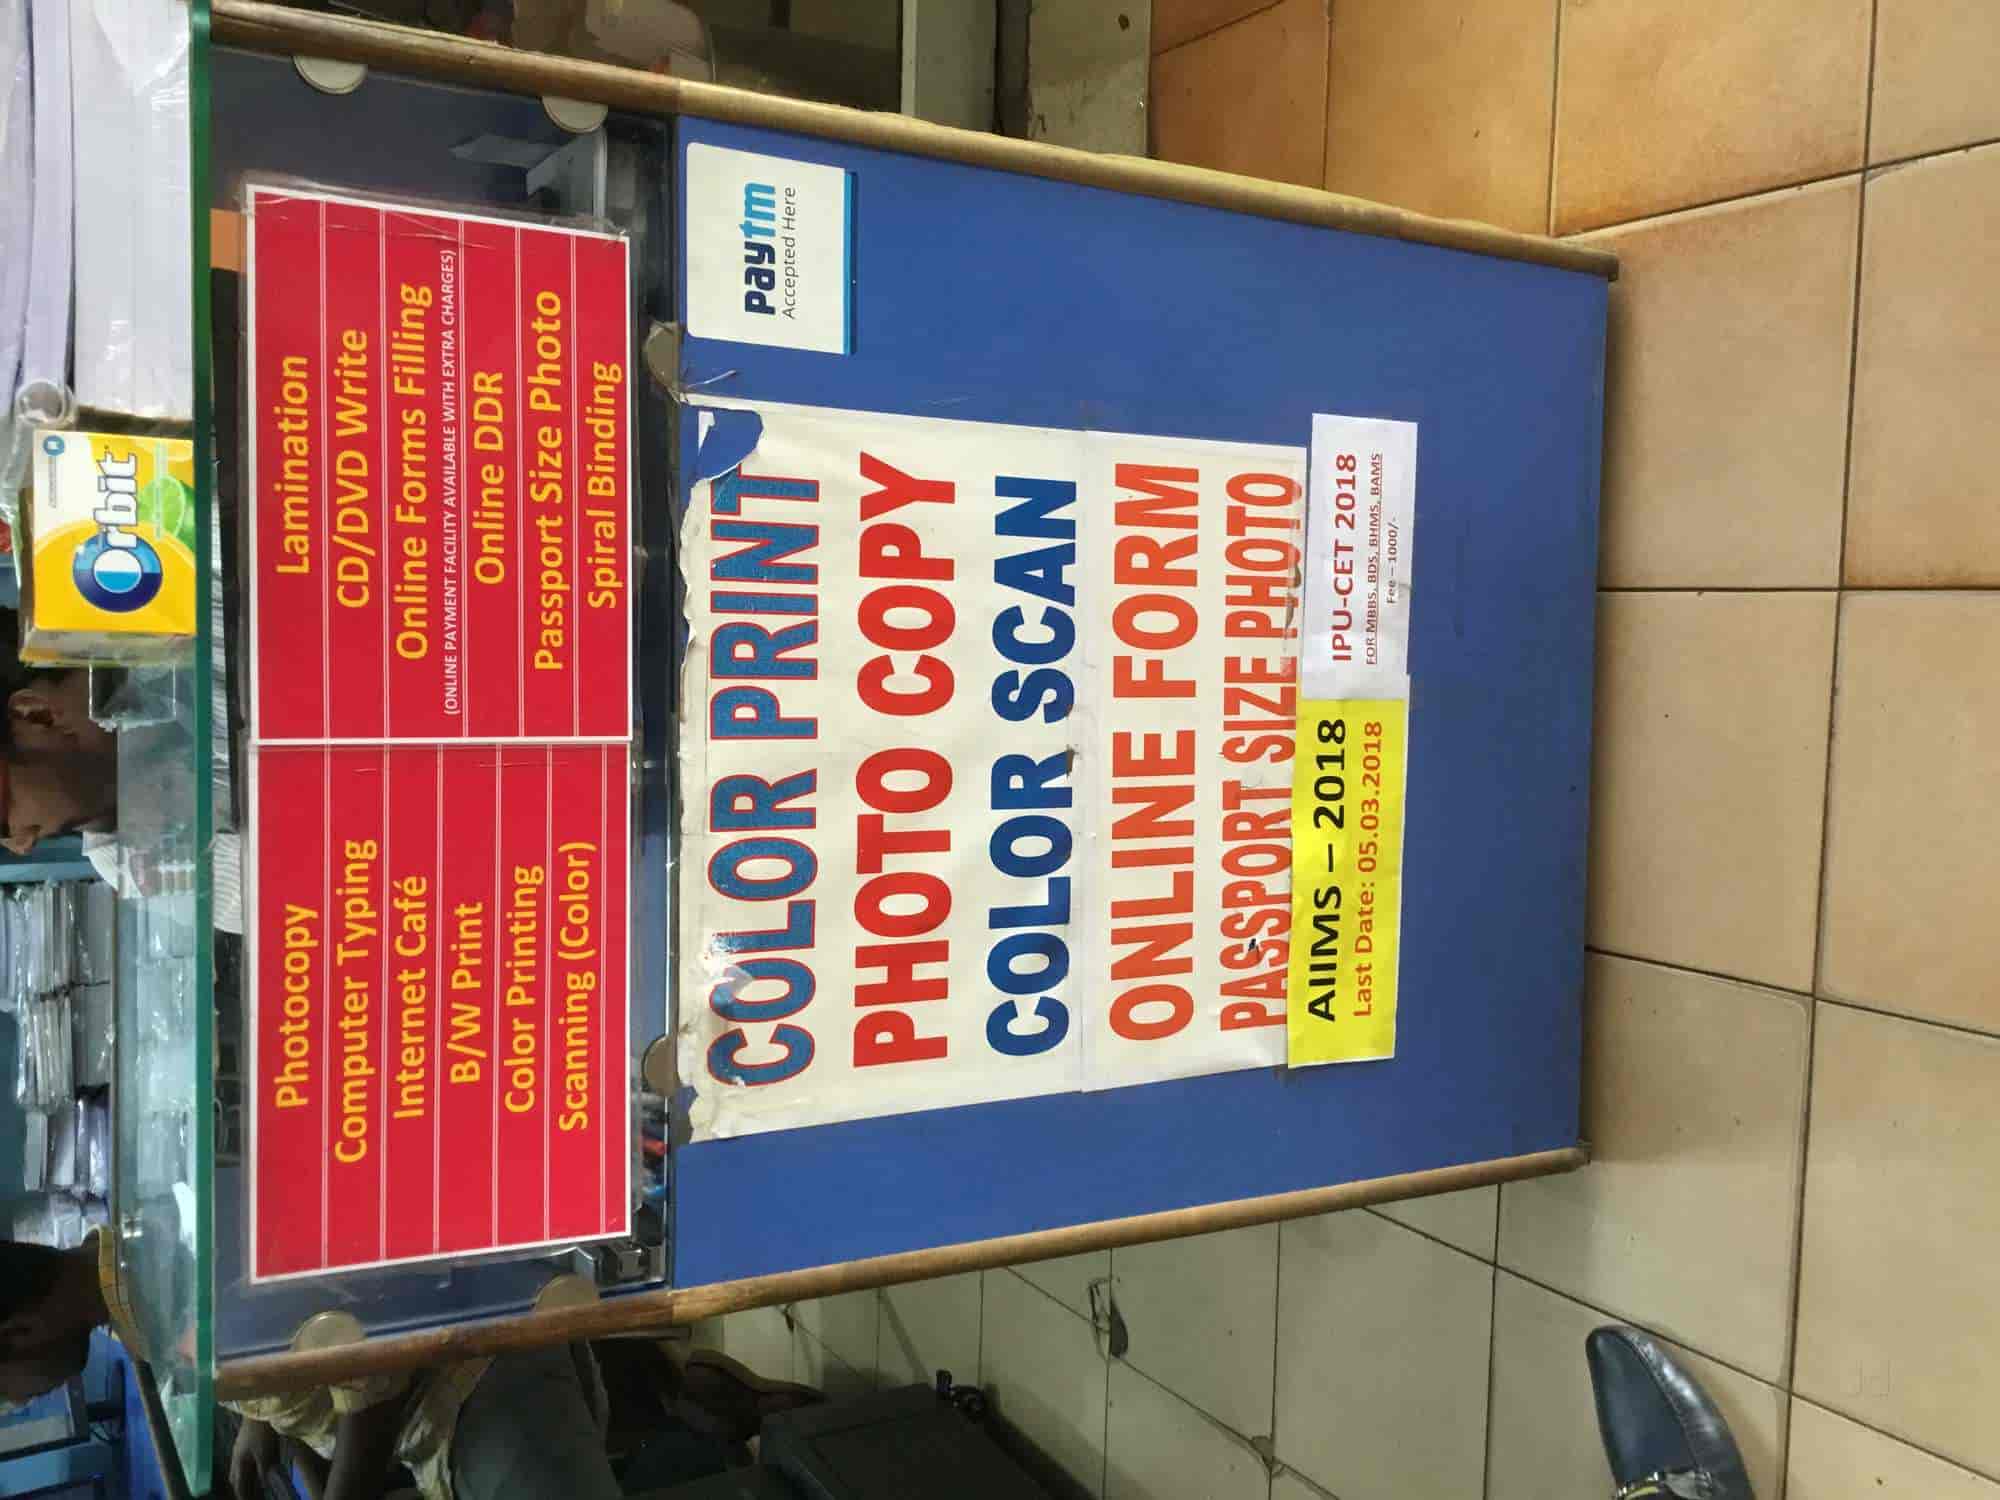 Orbit
Photocopy
Computer Typing
Internet Café
B/W Print
Color Printing
Scanning (Color)
Lamination
CD/DVD Write
Online Forms Filling
(ONLINE PAYMENT FACILITY AVAILABLE WITH EXTRA CHARGES)
Online DDR
Passport Size Photo
Spiral Binding
COLOR PRINT
PHOTO COPY
COLOR SCAN
ONLINE FORM
PASSPORT SIZE PHOTO
paytm
Accepted Here
AIIMS – 2018
Last Date: 05.03.2018
IPU-CET 2018
FOR MBBS, BDS, BHMS, BAMS
Fee – 1000/-